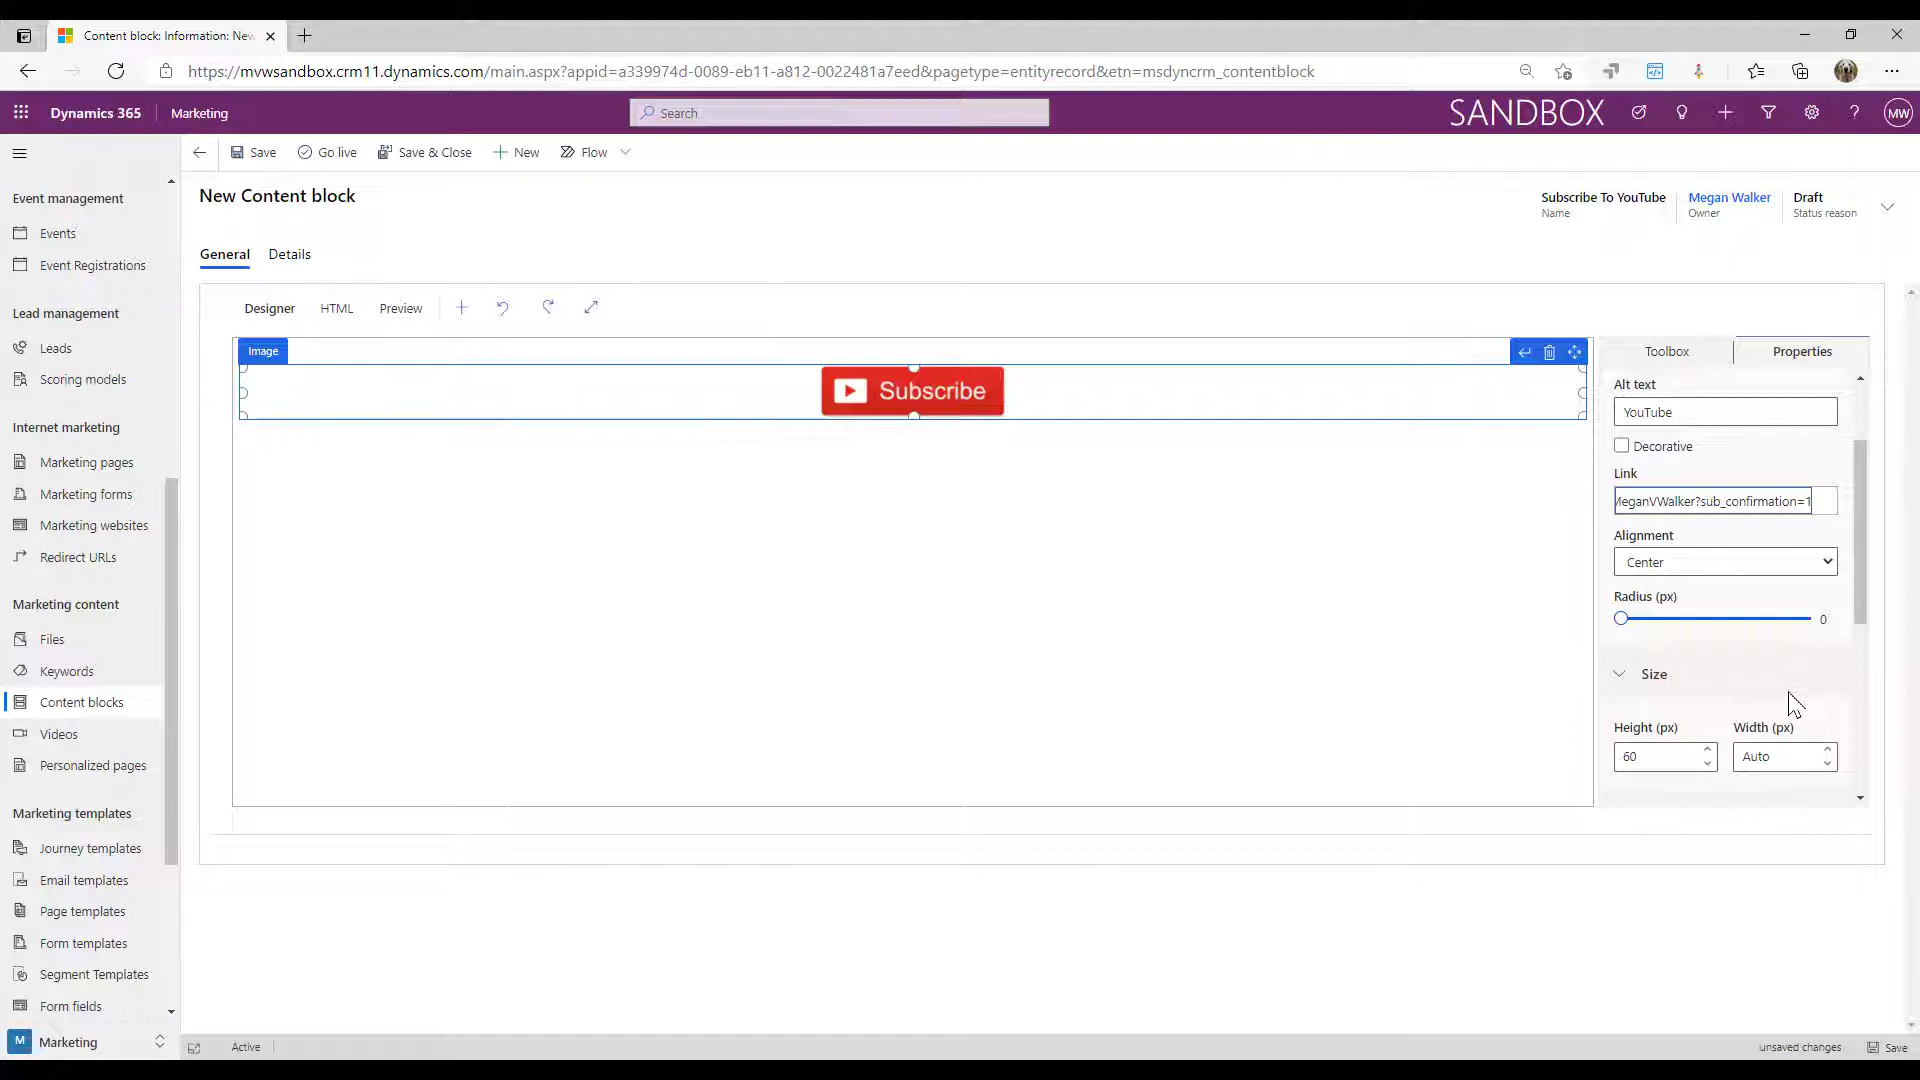 Content block: Information: New
https://mvwsandbox.crm11.dynamics.com/main.aspx?appid=a339974d-0089-eb11-a812-0022481a7eed&pagetype=entityrecord&etn=msdyncrm_contentblock
Dynamics 365
Marketing
Search
SANDBOX
MW
Save
Go live
Save & Close
New
Flow
New Content block
Subscribe To YouTube
Name
Megan Walker
Owner
Draft
Status reason
General
Details
Event management
Events
Event Registrations
Lead management
Leads
Scoring models
Internet marketing
Marketing pages
Marketing forms
Marketing websites
Redirect URLs
Marketing content
Files
Keywords
Content blocks
Videos
Personalized pages
Marketing templates
Journey templates
Email templates
Page templates
Form templates
Segment Templates
Form fields
M
Marketing
Designer
HTML
Preview
Image
Subscribe
Toolbox
Properties
Alt text
YouTube
Decorative
Link
MeganVWalker?sub_confirmation=1
Alignment
Center
Radius (px)
0
Size
Height (px)
Width (px)
60
Auto
Active
unsaved changes
Save